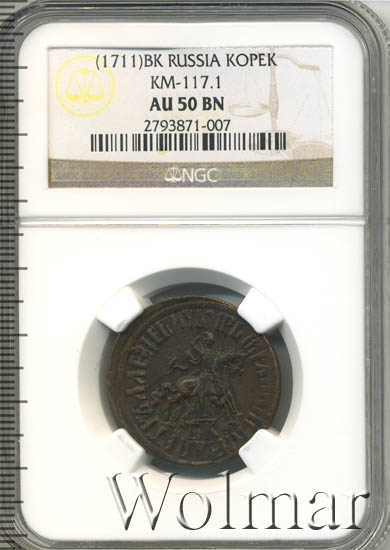 (1711)BK RUSSIA KOPEK
KM-117.1
AU 50 BN
2793871-007
NGC
Wolmar